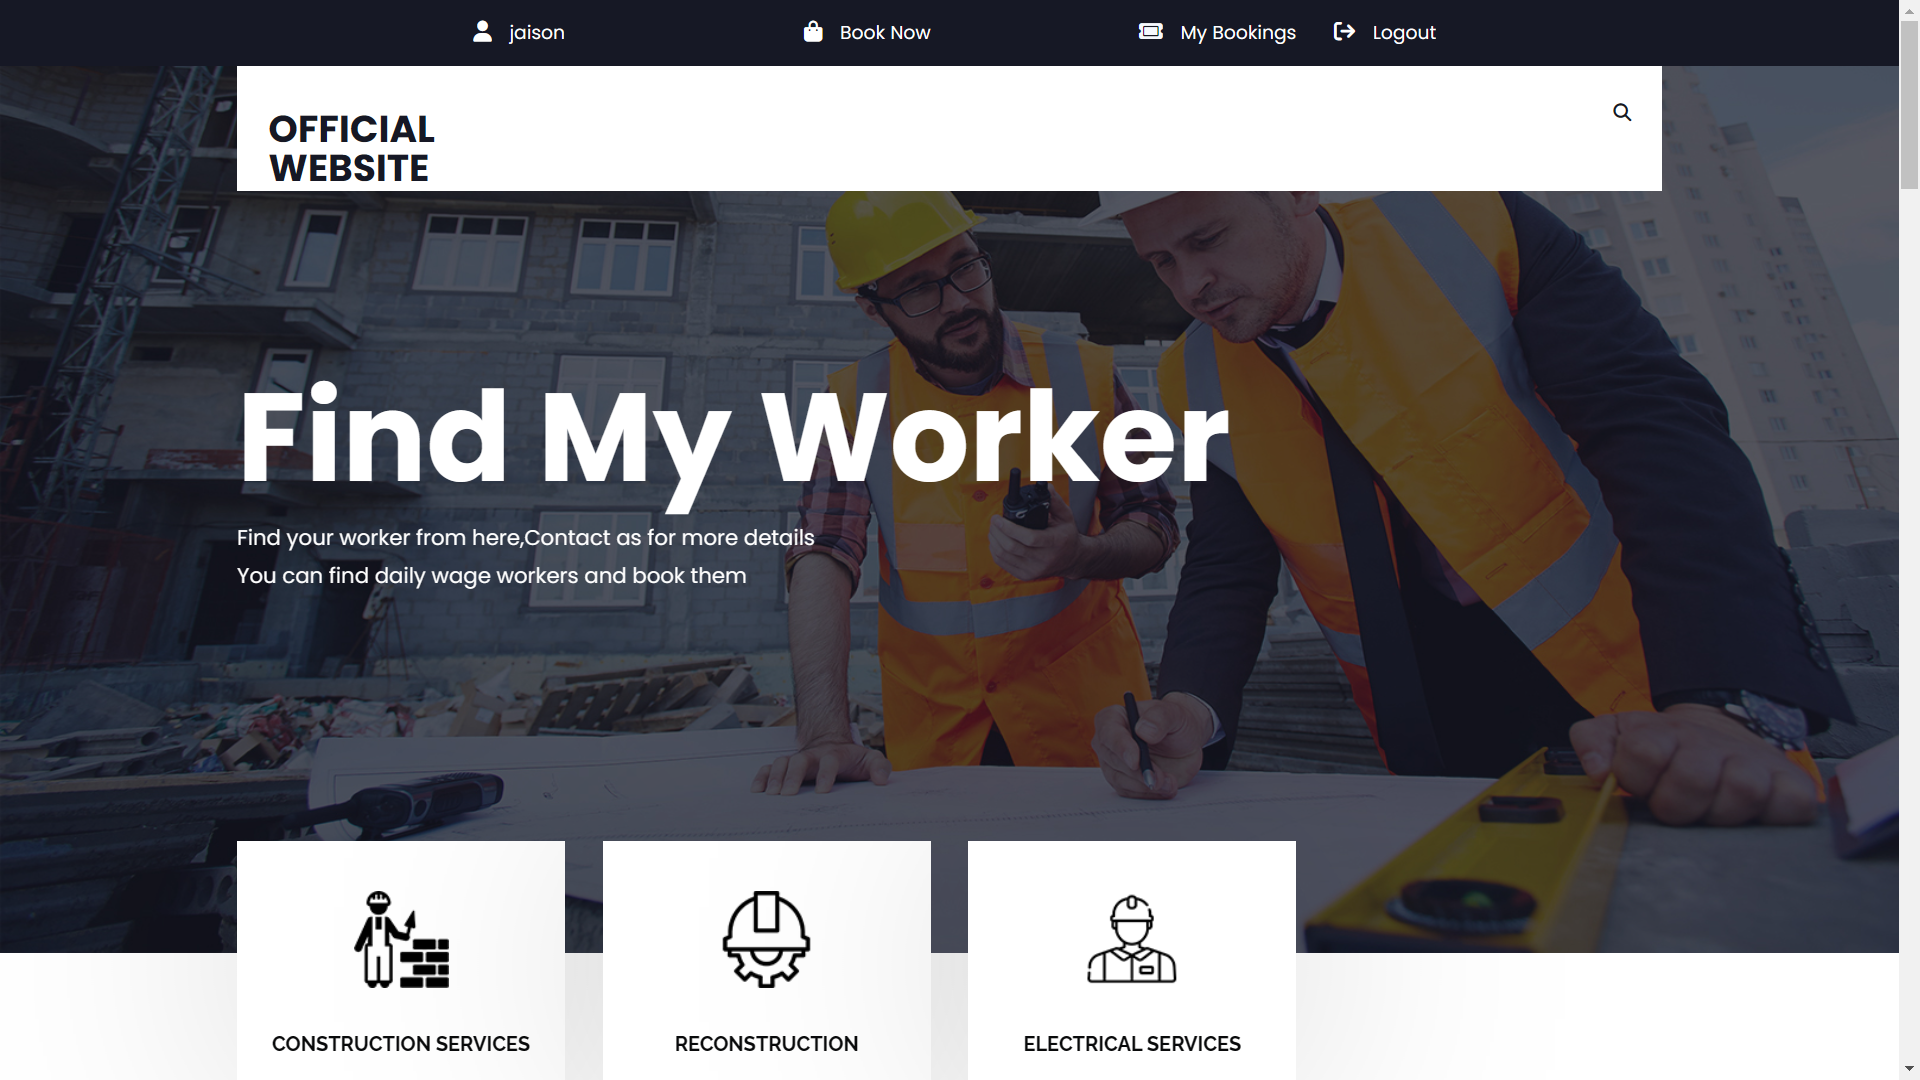 jaison
Book Now
My Bookings
Logout
OFFICIAL
WEBSITE
Find My Worker
Find your worker from here,Contact as for more details
You can find daily wage workers and book them
CONSTRUCTION SERVICES
RECONSTRUCTION
ELECTRICAL SERVICES